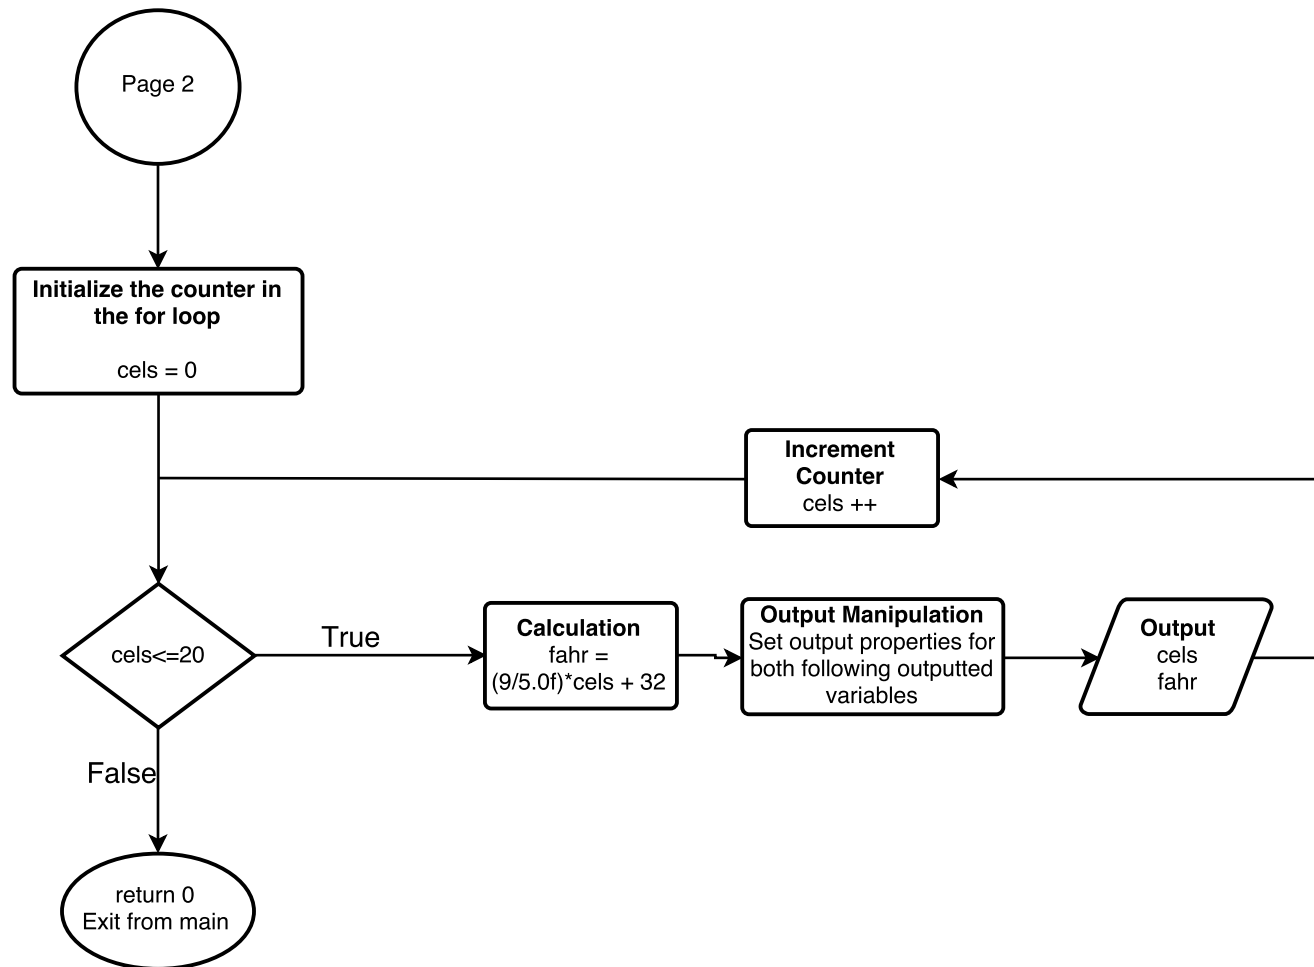 Page 2
Initialize the counter in
the for loop
cels = 0
Increment
Counter
cels ++
cels<=20
True
Calculation
fahr =
(9/5.0f)*cels + 32
Output Manipulation
Set output properties for
both following outputted
variables
Output
cels
fahr
False
return 0
Exit from main